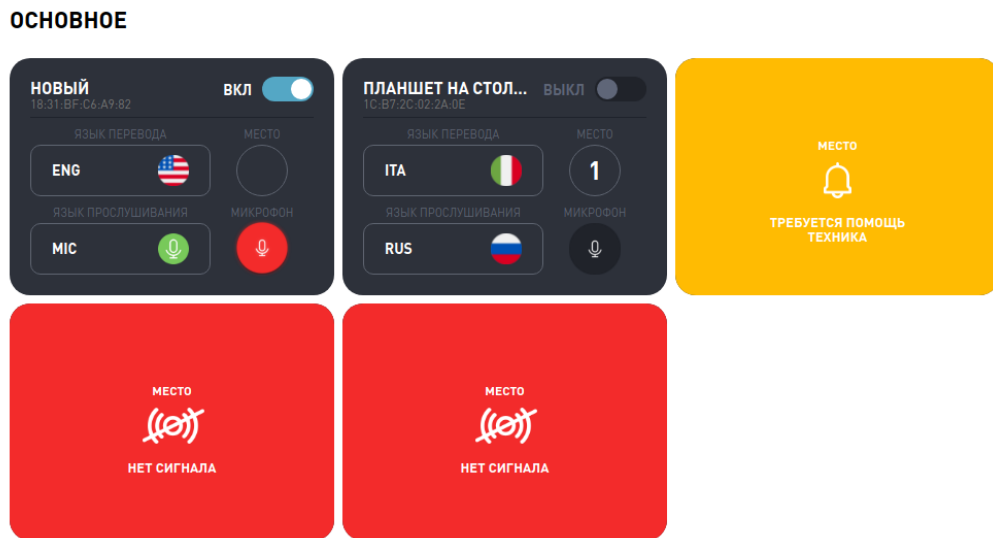 ОСНОВНОЕ
НОВЫЙ
ВКЛ
18:31:BF:C6:A9:82
ЯЗЫК ПЕРЕВОДА
МЕСТО
ENG
ЯЗЫК ПРОСЛУШИВАНИЯ
МИКРОФОН
MIC
ПЛАНШЕТ НА СТОЛ...
ВЫКЛ
1C:B7:2C:02:2A:0E
ЯЗЫК ПЕРЕВОДА
МЕСТО
ITA
1
ЯЗЫК ПРОСЛУШИВАНИЯ
МИКРОФОН
RUS
МЕСТО
ТРЕБУЕТСЯ ПОМОЩЬ
ТЕХНИКА
МЕСТО
НЕТ СИГНАЛА
МЕСТО
НЕТ СИГНАЛА